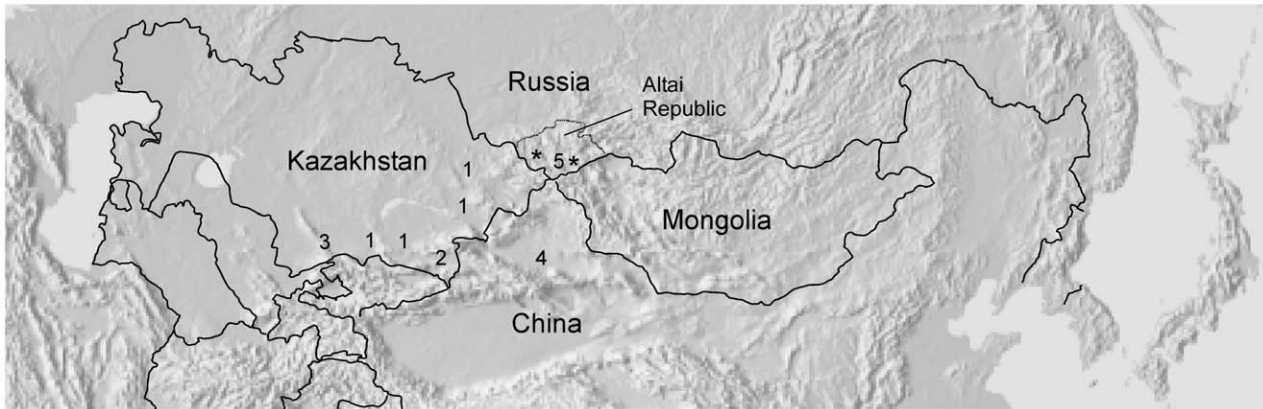 Russia
Altai
Republic
Kazakhstan
* 5 *
1
1
Mongolia
3 1 1 2 4
China